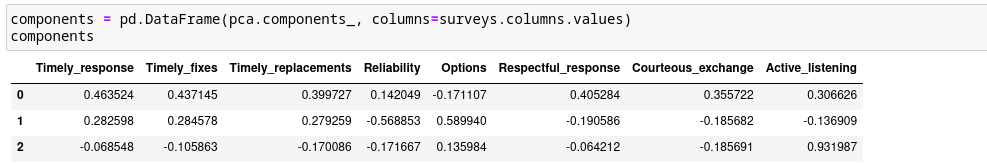 components = pd.DataFrame(pca.components_, columns=surveys.columns.values)
components
Timely_response Timely_fixes Timely_replacements Reliability Options Respectful_response Courteous_exchange Active_listening
0 0.463524 0.437145 0.399727 0.142049 -0.171107 0.405284 0.355722 0.306626
1 0.282598 0.284578 0.279259 -0.568853 0.589940 -0.190586 -0.185682 -0.136909
2 -0.068548 -0.105863 -0.170086 -0.171667 0.135984 -0.064212 -0.185691 0.931987